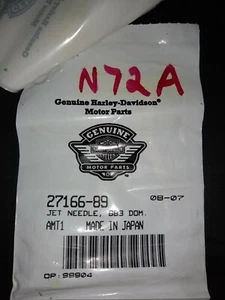 N72A
Genuine Harley-Davidson®
Motor Parts
GENUINE
MOTOR PARTS
27166-89 08-07
JET NEEDLE, 883 DOM.
AMT1 MADE IN JAPAN
OP:99904